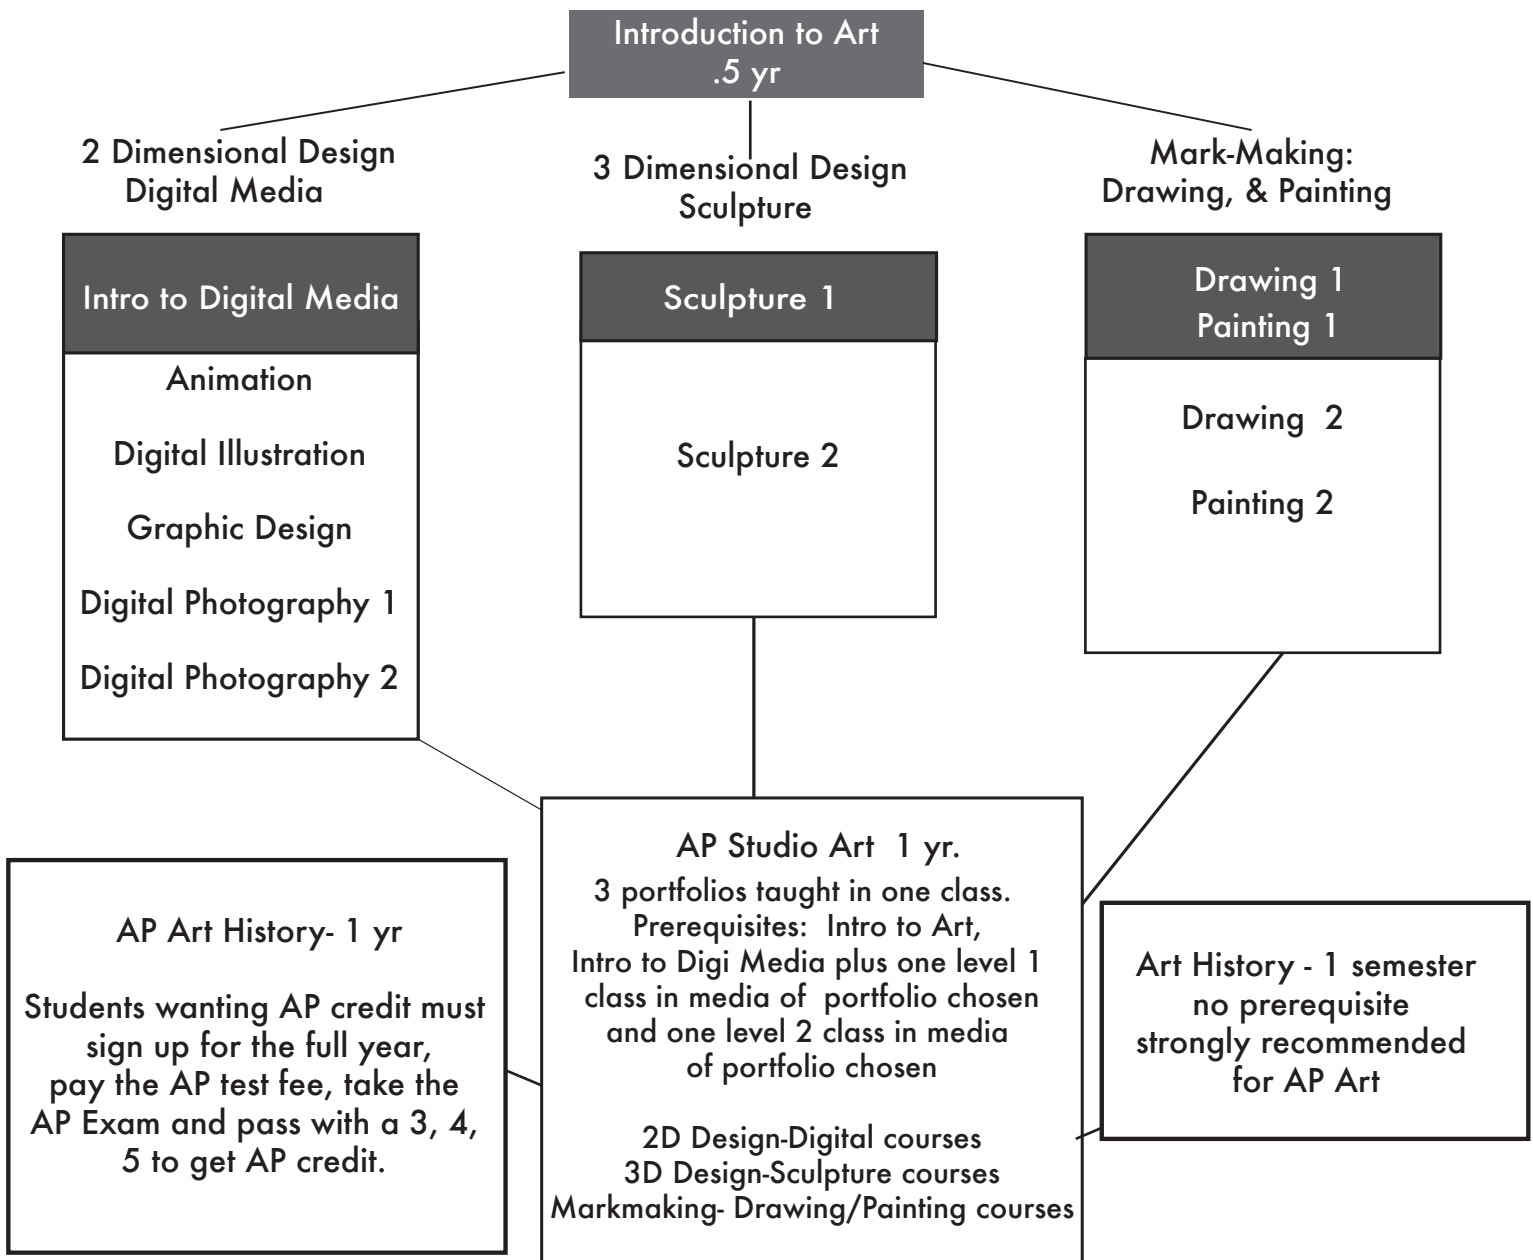 Introduction to Art
.5 yr
2 Dimensional Design
Digital Media
3 Dimensional Design
Sculpture
Mark-Making:
Drawing, & Painting
Intro to Digital Media
Animation
Digital Illustration
Graphic Design
Digital Photography 1
Digital Photography 2
Sculpture 1
Sculpture 2
Drawing 1
Painting 1
Drawing 2
Painting 2
AP Art History- 1 yr
Students wanting AP credit must
sign up for the full year,
pay the AP test fee, take the
AP Exam and pass with a 3, 4,
5 to get AP credit.
AP Studio Art 1 yr.
3 portfolios taught in one class.
Prerequisites: Intro to Art,
Intro to Digi Media plus one level 1
class in media of portfolio chosen
and one level 2 class in media
of portfolio chosen
2D Design-Digital courses
3D Design-Sculpture courses
Markmaking- Drawing/Painting courses
Art History - 1 semester
no prerequisite
strongly recommended
for AP Art